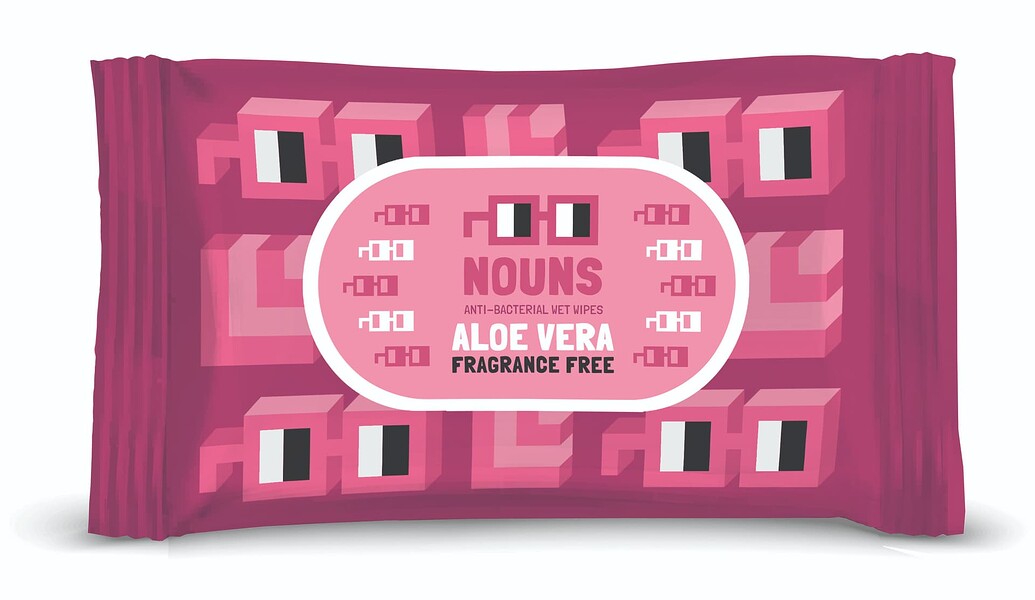 NOUNS
ANTI-BACTERIAL WET WIPES
ALOE VERA
FRAGRANCE FREE